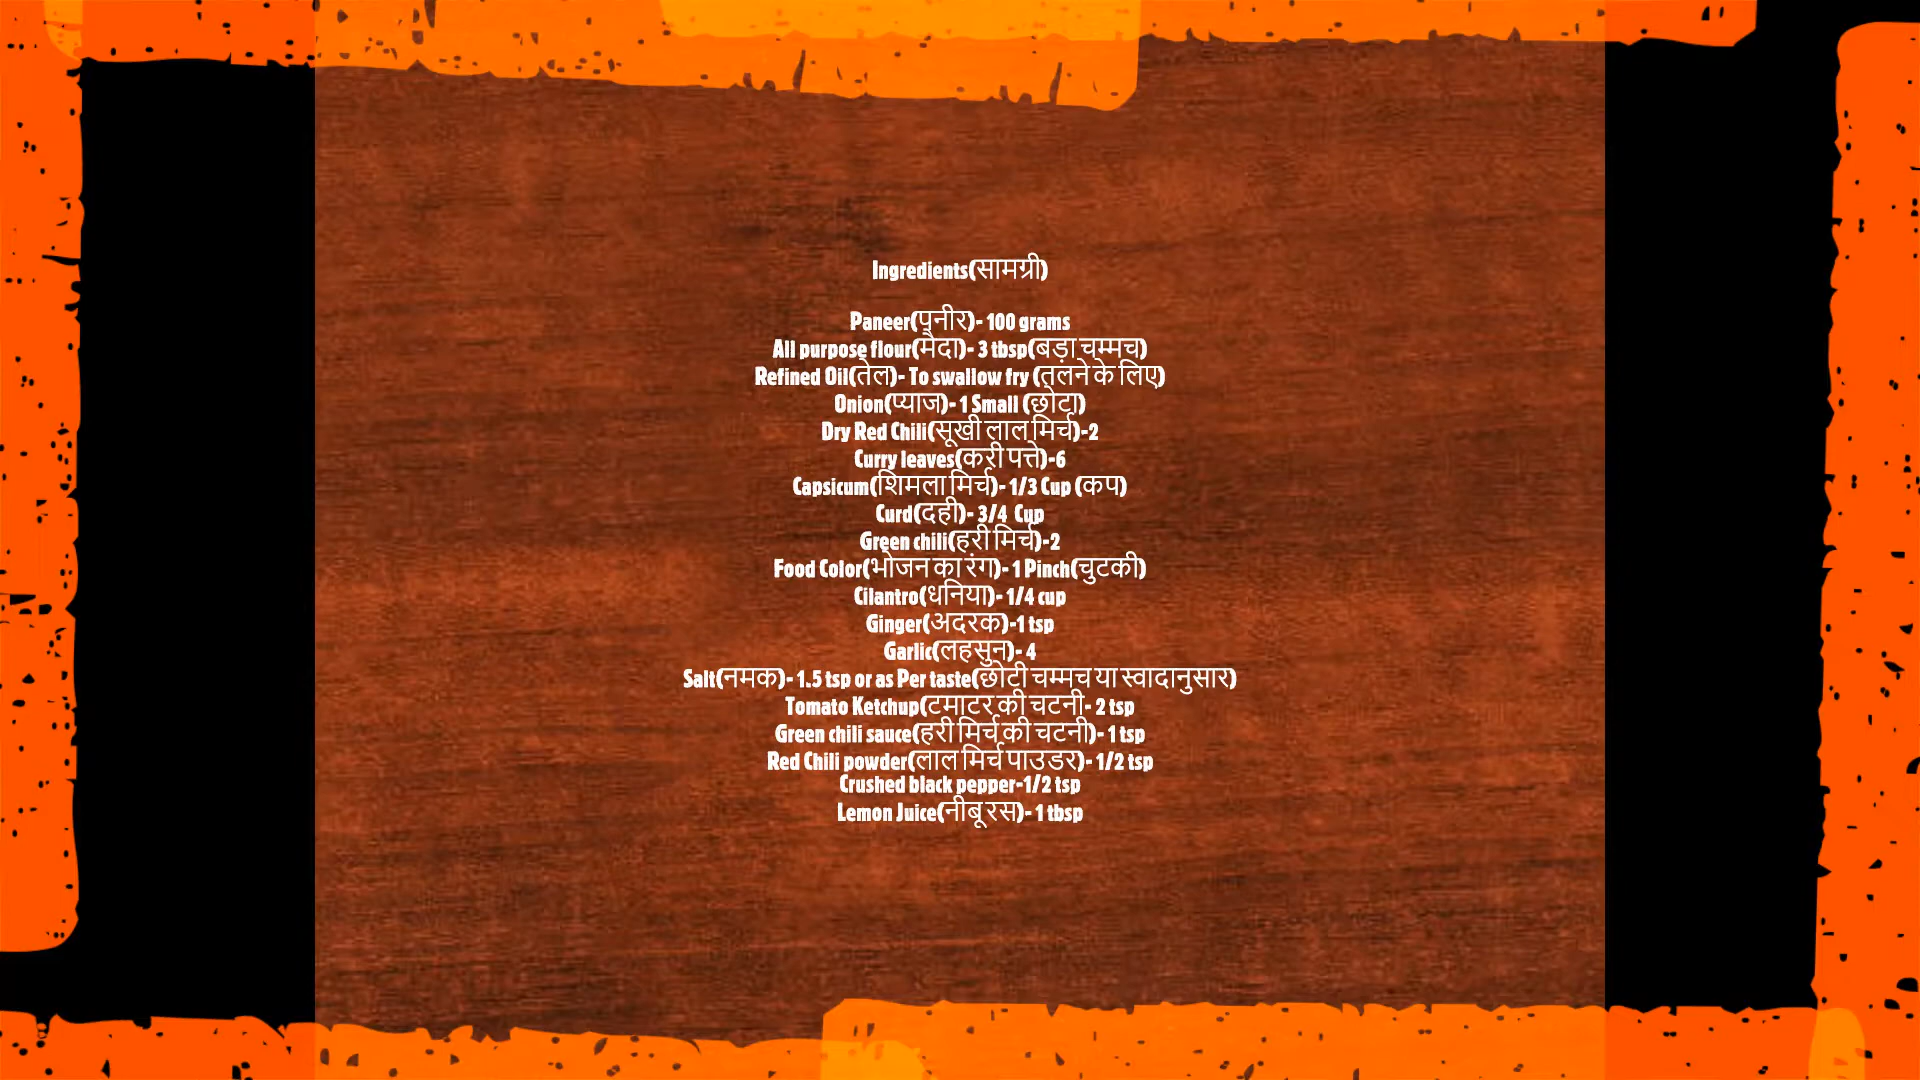 Ingredients(सामग्री)
Paneer(पनीर)- 100 grams
All purpose flour(मैदा)- 3 tbsp(बड़ा चम्मच)
Refined Oil(तेल)- To swallow fry (तलने के लिए)
Onion(प्याज)- 1 Small (छोटा)
Dry Red Chili(सूखी लाल मिर्च)-2
Curry leaves(करी पत्ते)-6
Capsicum(शिमला मिर्च)- 1/3 Cup (कप)
Curd(दही)- 3/4 Cup
Green chili(हरी मिर्च)-2
Food Color(भोजन का रंग)- 1 Pinch(चुटकी)
Cilantro(धनिया)- 1/4 cup
Ginger(अदरक)-1 tsp
Garlic(लहसुन)- 4
Salt(नमक)- 1.5 tsp or as Per taste(छोटी चम्मच या स्वादानुसार)
Tomato Ketchup(टमाटर की चटनी- 2 tsp
Green chili sauce(हरी मिर्च की चटनी)- 1 tsp
Red Chili powder(लाल मिर्च पाउडर)- 1/2 tsp
Crushed black pepper-1/2 tsp
Lemon Juice(नीबू रस)- 1 tbsp